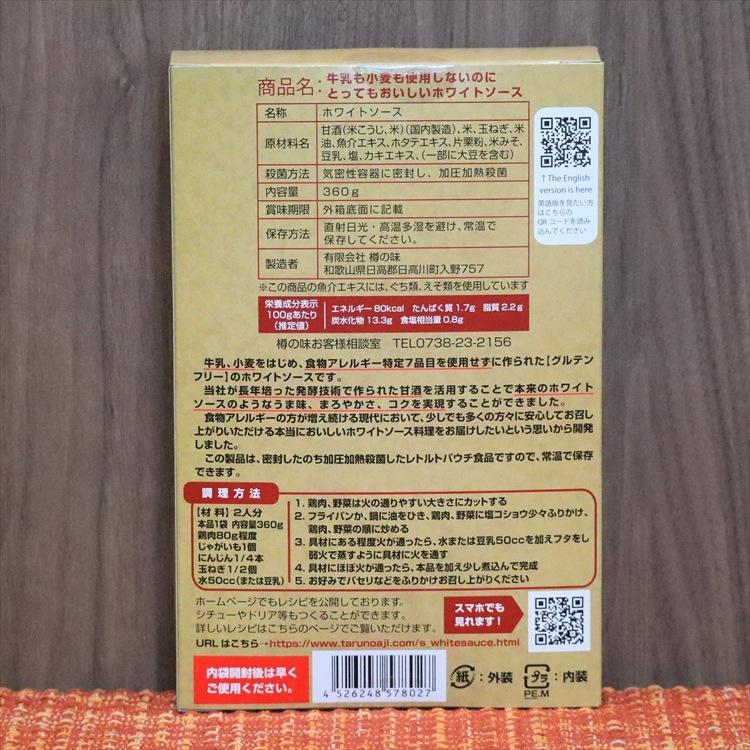 商品名：牛乳も小麦も使用しないのに
とってもおいしいホワイトソース
名称 ホワイトソース
原材料名 甘酒（米こうじ、米）（国内製造）、米、玉ねぎ、米
油、魚介エキス、ホタテエキス、片栗粉、米みそ、
豆乳、塩、カキエキス、（一部に大豆を含む）
殺菌方法 気密性容器に密封し、加圧加熱殺菌
内容量 360g
賞味期限 外箱底面に記載
保存方法 直射日光・高温多湿を避け、常温で
保存してください。
製造者 有限会社 樽の味
和歌山県日高郡日高川町入野757
※この商品の魚介エキスには、ぐち類、えそ類を使用しています
↑The English
version is here
英語版を見たい方
はこちらの
QRコードを読み
込んでください
栄養成分表示
100gあたり
（推定値）
エネルギー 80kcal たんぱく質 1.7g 脂質 2.2g
炭水化物 13.3g 食塩相当量 0.8g
樽の味お客様相談室 TEL0738-23-2156
牛乳、小麦をはじめ、食物アレルギー特定7品目を使用せずに作られた【グルテン
フリー】のホワイトソースです。
当社が長年培った発酵技術で作られた甘酒を活用することで本来のホワイト
ソースのようなうま味、まろやかさ、コクを実現することができました。
食物アレルギーの方が増え続ける現代において、少しでも多くの方々に安心してお召し
上がりいただける本当においしいホワイトソース料理をお届けしたいという思いから開発
しました。
この製品は、密封したのち加圧加熱殺菌したレトルトパウチ食品ですので、常温で保存
できます。
調理方法
【材 料】2人分
本品1袋 内容量360g
鶏肉80g程度
じゃがいも1個
にんじん1/4本
玉ねぎ1/2個
水50cc（または豆乳）
1. 鶏肉、野菜は火の通りやすい大きさにカットする
2. フライパンか、鍋に油をひき、鶏肉、野菜に塩コショウ少々ふりかけ、
鶏肉、野菜の順に炒める
3. 具材にある程度火が通ったら、水または豆乳50ccを加えフタをし
弱火で蒸すように具材に火を通す
4. 具材にほぼ火が通ったら、本品を加え少し煮込んで完成
5. お好みでパセリなどをふりかけお召し上がりください
ホームページでもレシピを公開しております。
シチューやドリア等もつくることができます。
詳しいレシピはこちらのページでご覧いただけます。
URLはこちら→https://www.tarunoaji.com/s_whitesauce.html
スマホでも
見れます！
内袋開封後は早く
ご使用ください。
4 526248 578027
紙：外装
プラ：内装
PE.M